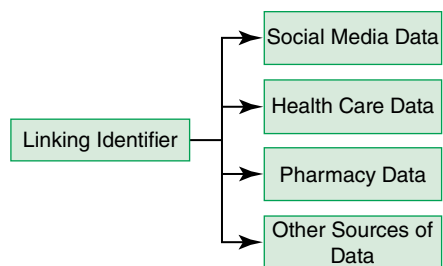 Social Media Data
Health Care Data
Linking Identifier
Pharmacy Data
Other Sources of
Data